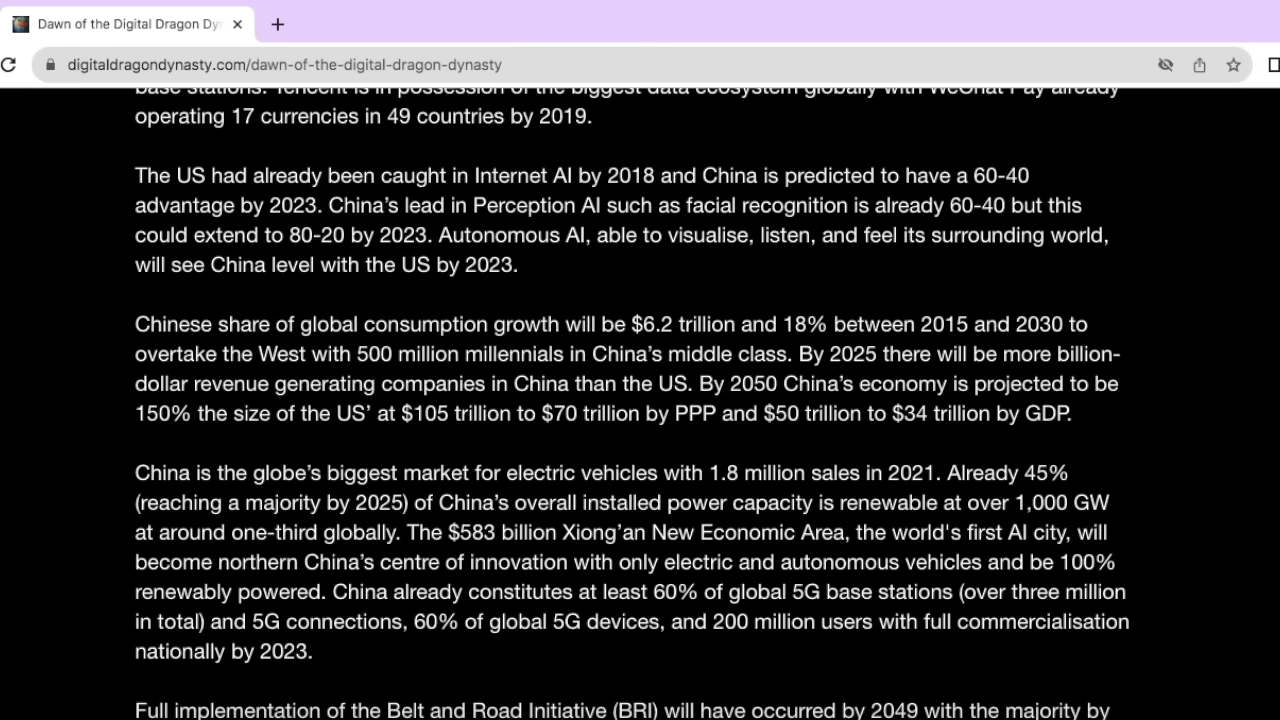 Dawn of the Digital Dragon Dy
digitaldragondynasty.com/dawn-of-the-digital-dragon-dynasty
base stations. Tencent is in possession of the biggest data ecosystem globally with WeChat Pay already
operating 17 currencies in 49 countries by 2019.
The US had already been caught in Internet AI by 2018 and China is predicted to have a 60-40
advantage by 2023. China’s lead in Perception AI such as facial recognition is already 60-40 but this
could extend to 80-20 by 2023. Autonomous AI, able to visualise, listen, and feel its surrounding world,
will see China level with the US by 2023.
Chinese share of global consumption growth will be $6.2 trillion and 18% between 2015 and 2030 to
overtake the West with 500 million millennials in China’s middle class. By 2025 there will be more billion-
dollar revenue generating companies in China than the US. By 2050 China’s economy is projected to be
150% the size of the US’ at $105 trillion to $70 trillion by PPP and $50 trillion to $34 trillion by GDP.
China is the globe’s biggest market for electric vehicles with 1.8 million sales in 2021. Already 45%
(reaching a majority by 2025) of China’s overall installed power capacity is renewable at over 1,000 GW
at around one-third globally. The $583 billion Xiong’an New Economic Area, the world's first AI city, will
become northern China’s centre of innovation with only electric and autonomous vehicles and be 100%
renewably powered. China already constitutes at least 60% of global 5G base stations (over three million
in total) and 5G connections, 60% of global 5G devices, and 200 million users with full commercialisation
nationally by 2023.
Full implementation of the Belt and Road Initiative (BRI) will have occurred by 2049 with the majority by